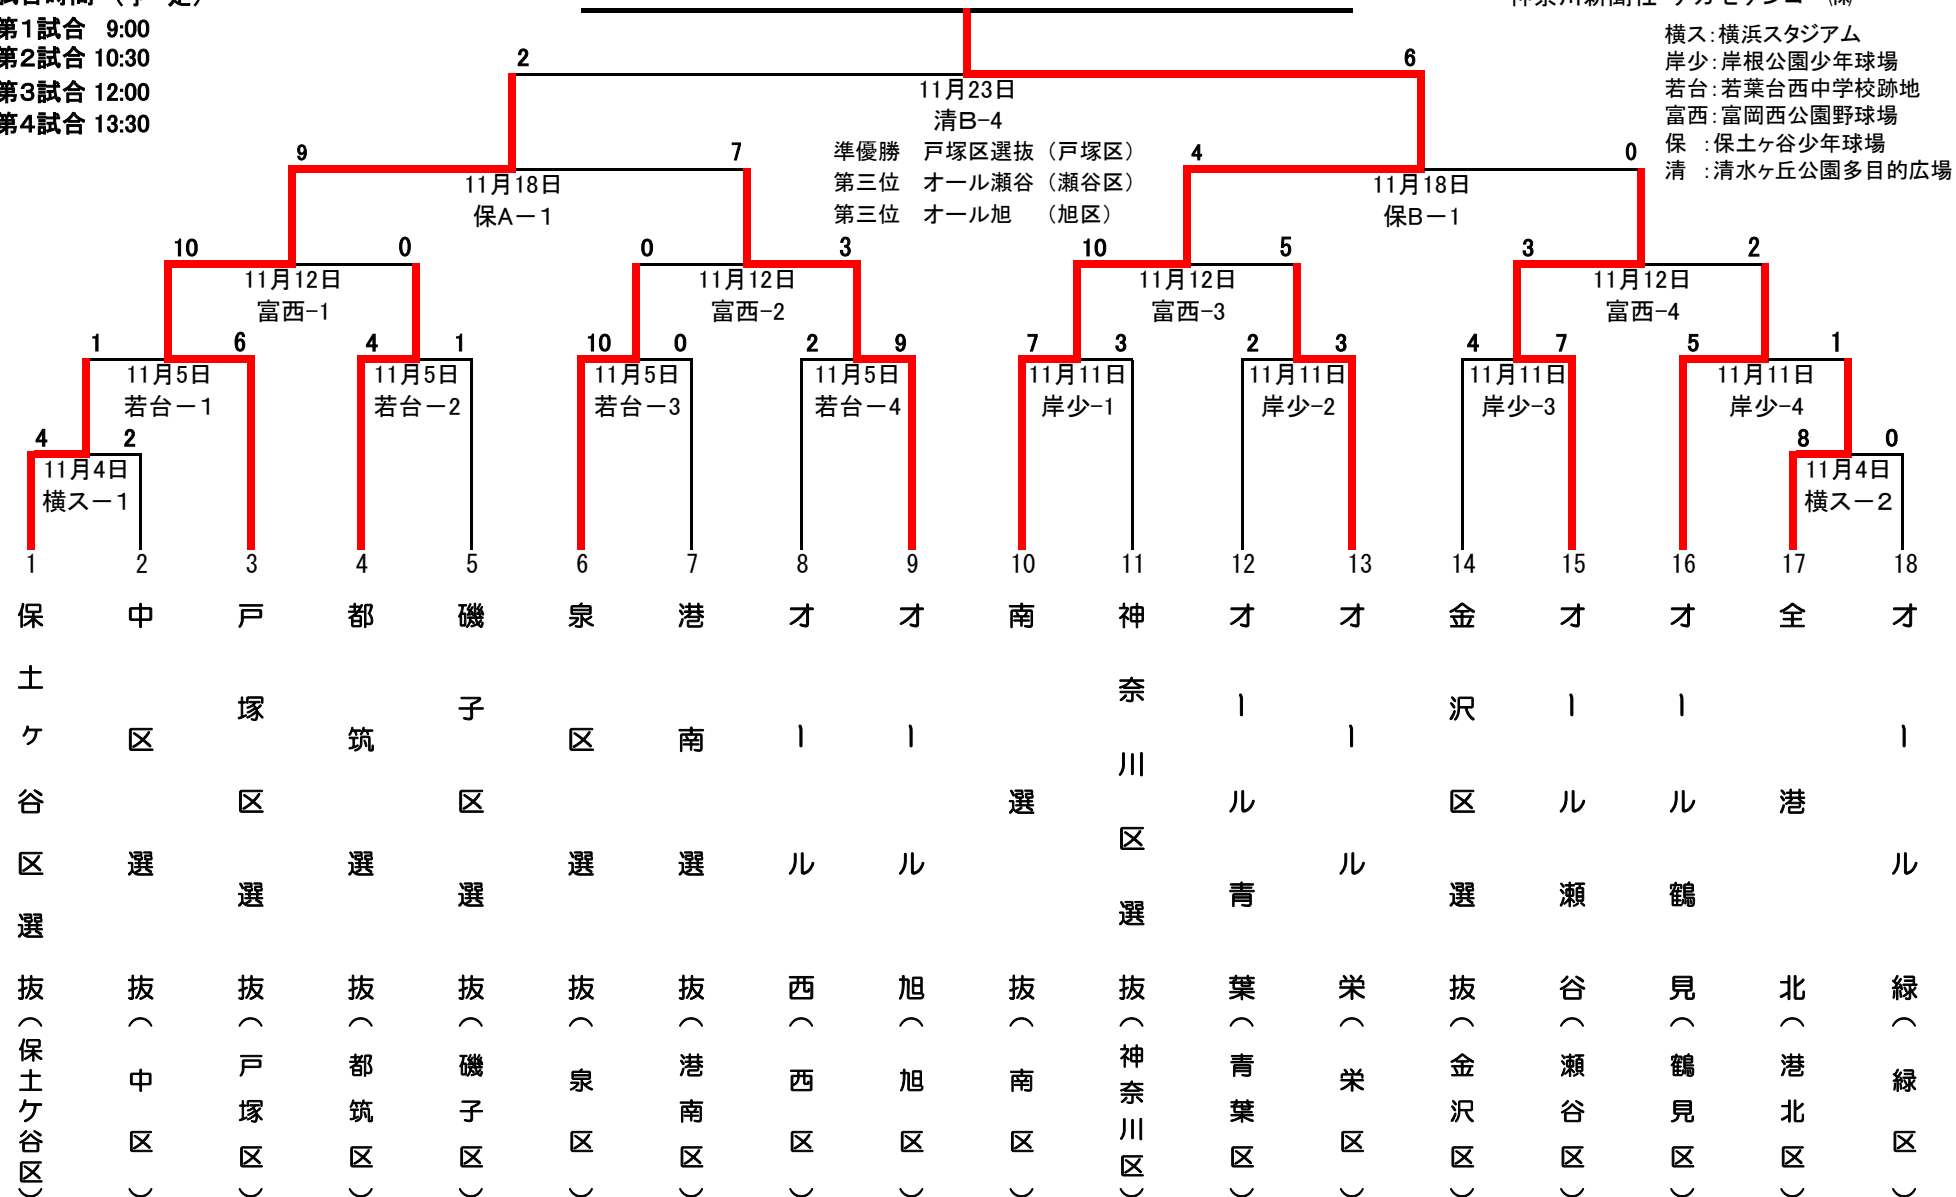 第1試合 9:00
第2試合 10:30
第3試合 12:00
第4試合 13:30
横ス：横浜スタジアム
岸少：岸根公園少年球場
若台：若葉台西中学校跡地
富西：富岡西公園野球場
保 ：保土ヶ谷少年球場
清 ：清水ヶ丘公園多目的広場
2 6
11月23日
清B-4
準優勝 戸塚区選抜（戸塚区）
第三位 オール瀬谷（瀬谷区）
第三位 オール旭 （旭区）
9 7 4 0
11月18日 11月18日
保A－1 保B－1
10 0 0 3 10 5 3 2
11月12日 11月12日 11月12日 11月12日
富西-1 富西-2 富西-3 富西-4
1 6 4 1 10 0 2 9 7 3 2 3 4 7 5 1
11月5日 11月5日 11月5日 11月5日 11月11日 11月11日 11月11日 11月11日
若台－1 若台－2 若台－3 若台－4 岸少-1 岸少-2 岸少-3 岸少-4
4 2 8 0
11月4日 11月4日
横スー1 横スー2
1 2 3 4 5 6 7 8 9 10 11 12 13 14 15 16 17 18
保土ヶ谷区選抜（保土ケ谷区）
中区選抜（中区）
戸塚区選抜（戸塚区）
都筑選抜（都筑区）
磯子区選抜（磯子区）
泉区選抜（泉区）
港南選抜（港南区）
オール西（西区）
オール旭（旭区）
南選抜（南区）
神奈川区選抜（神奈川区）
オール青葉（青葉区）
オール栄（栄区）
金沢区選抜（金沢区）
オール瀬谷（瀬谷区）
オール鶴見（鶴見区）
全港北（港北区）
オール緑（緑区）